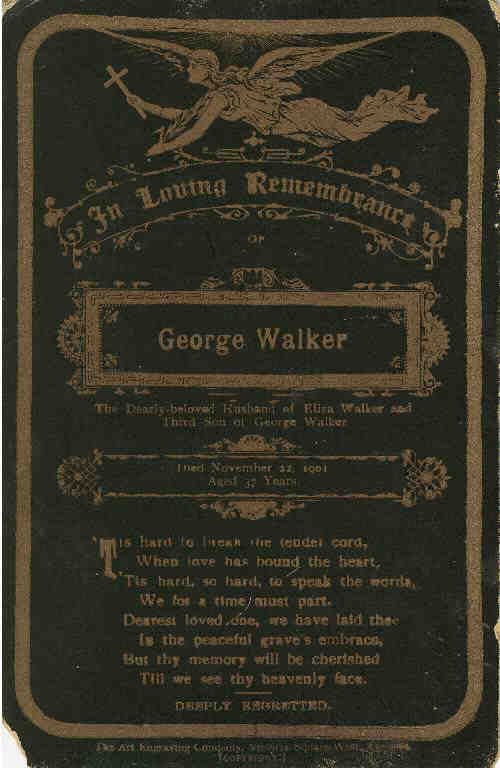 In Loving Remembrance
OF
George Walker
The Dearly-beloved Husband of Eliza Walker and
Third Son of George Walker
Died November 22, 1901
Aged 37 Years
'Tis hard to break the tender cord,
When love has bound the heart,
'Tis hard, so hard, to speak the words,
We for a time must part.
Dearest loved one, we have laid thee
In the peaceful grave's embrace,
But thy memory will be cherished
Till we see thy heavenly face.
DEEPLY REGRETTED.
The Art Engraving Company, Square West,
[COPYRIGHT.]